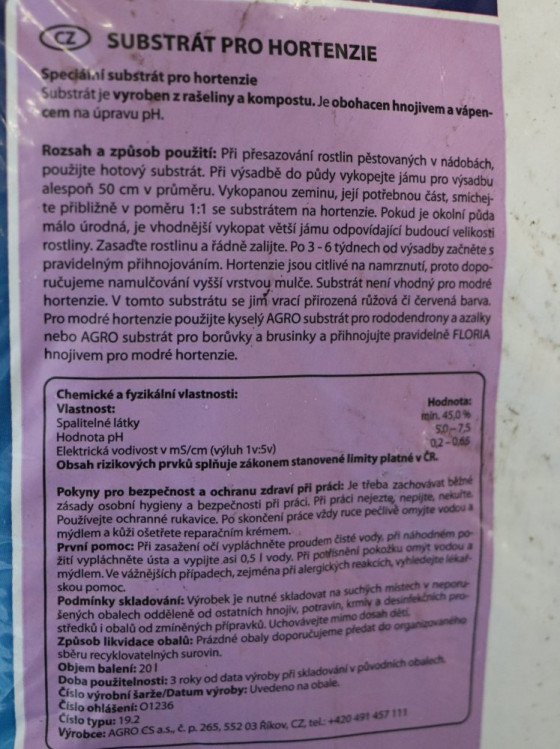 CZ SUBSTRÁT PRO HORTENZIE
Speciální substrát pro hortenzie
Substrát je vyroben z rašeliny a kompostu. Je obohacen hnojivem a vápen-
cem na úpravu pH.
Rozsah a způsob použití: Při přesazování rostlin pěstovaných v nádobách,
použijte hotový substrát. Při výsadbě do půdy vykopejte jámu pro výsadbu
alespoň 50 cm v průměru. Vykopanou zeminu, její potřebnou část, smíchej-
te přibližně v poměru 1:1 se substrátem na hortenzie. Pokud je okolní půda
málo úrodná, je vhodnější vykopat větší jámu odpovídající budoucí velikosti
rostliny. Zasaďte rostlinu a řádně zalijte. Po 3 - 6 týdnech od výsadby začněte s
pravidelným přihnojováním. Hortenzie jsou citlivé na namrznutí, proto dopo-
ručujeme namulčování vyšší vrstvou mulče. Substrát není vhodný pro modré
hortenzie. V tomto substrátu se jim vrací přirozená růžová či červená barva.
Pro modré hortenzie použijte kyselý AGRO substrát pro rododendrony a azalky
nebo AGRO substrát pro borůvky a brusinky a přihnojujte pravidelně FLORIA
hnojivem pro modré hortenzie.
Chemické a fyzikální vlastnosti:
Vlastnost: Hodnota:
Spalitelné látky min. 45,0 %
Hodnota pH 5,0 – 7,5
Elektrická vodivost v mS/cm (výluh 1v:5v) 0,2 – 0,65
Obsah rizikových prvků splňuje zákonem stanovené limity platné v ČR.
Pokyny pro bezpečnost a ochranu zdraví při práci: Je třeba zachovávat běžné
zásady osobní hygieny a bezpečnosti při práci. Při práci nejezte, nepijte, nekuřte.
Používejte ochranné rukavice. Po skončení práce vždy ruce pečlivě omyjte vodou a
mýdlem a kůži ošetřete reparačním krémem.
První pomoc: Při zasažení očí vypláchněte proudem čisté vody, při náhodném po-
žití vypláchněte ústa a vypijte asi 0,5 l vody. Při potřísnění pokožku omýt vodou a
mýdlem. Ve vážnějších případech, zejména při alergických reakcích, vyhledejte lékař-
skou pomoc.
Podmínky skladování: Výrobek je nutné skladovat na suchých místech v neporu-
šených obalech odděleně od ostatních hnojiv, potravin, krmiv a desinfekčních pro-
středků i obalů od zmíněných přípravků. Uchovávejte mimo dosah dětí.
Způsob likvidace obalů: Prázdné obaly doporučujeme předat do organizovaného
sběru recyklovatelných surovin.
Objem balení: 20 l
Doba použitelnosti: 3 roky od data výroby při skladování v původních obalech.
Číslo výrobní šarže/Datum výroby: Uvedeno na obale.
Číslo ohlášení: O1236
Číslo typu: 19.2
Výrobce: AGRO CS a.s., č. p. 265, 552 03 Říkov, CZ, tel.: +420 491 457 111